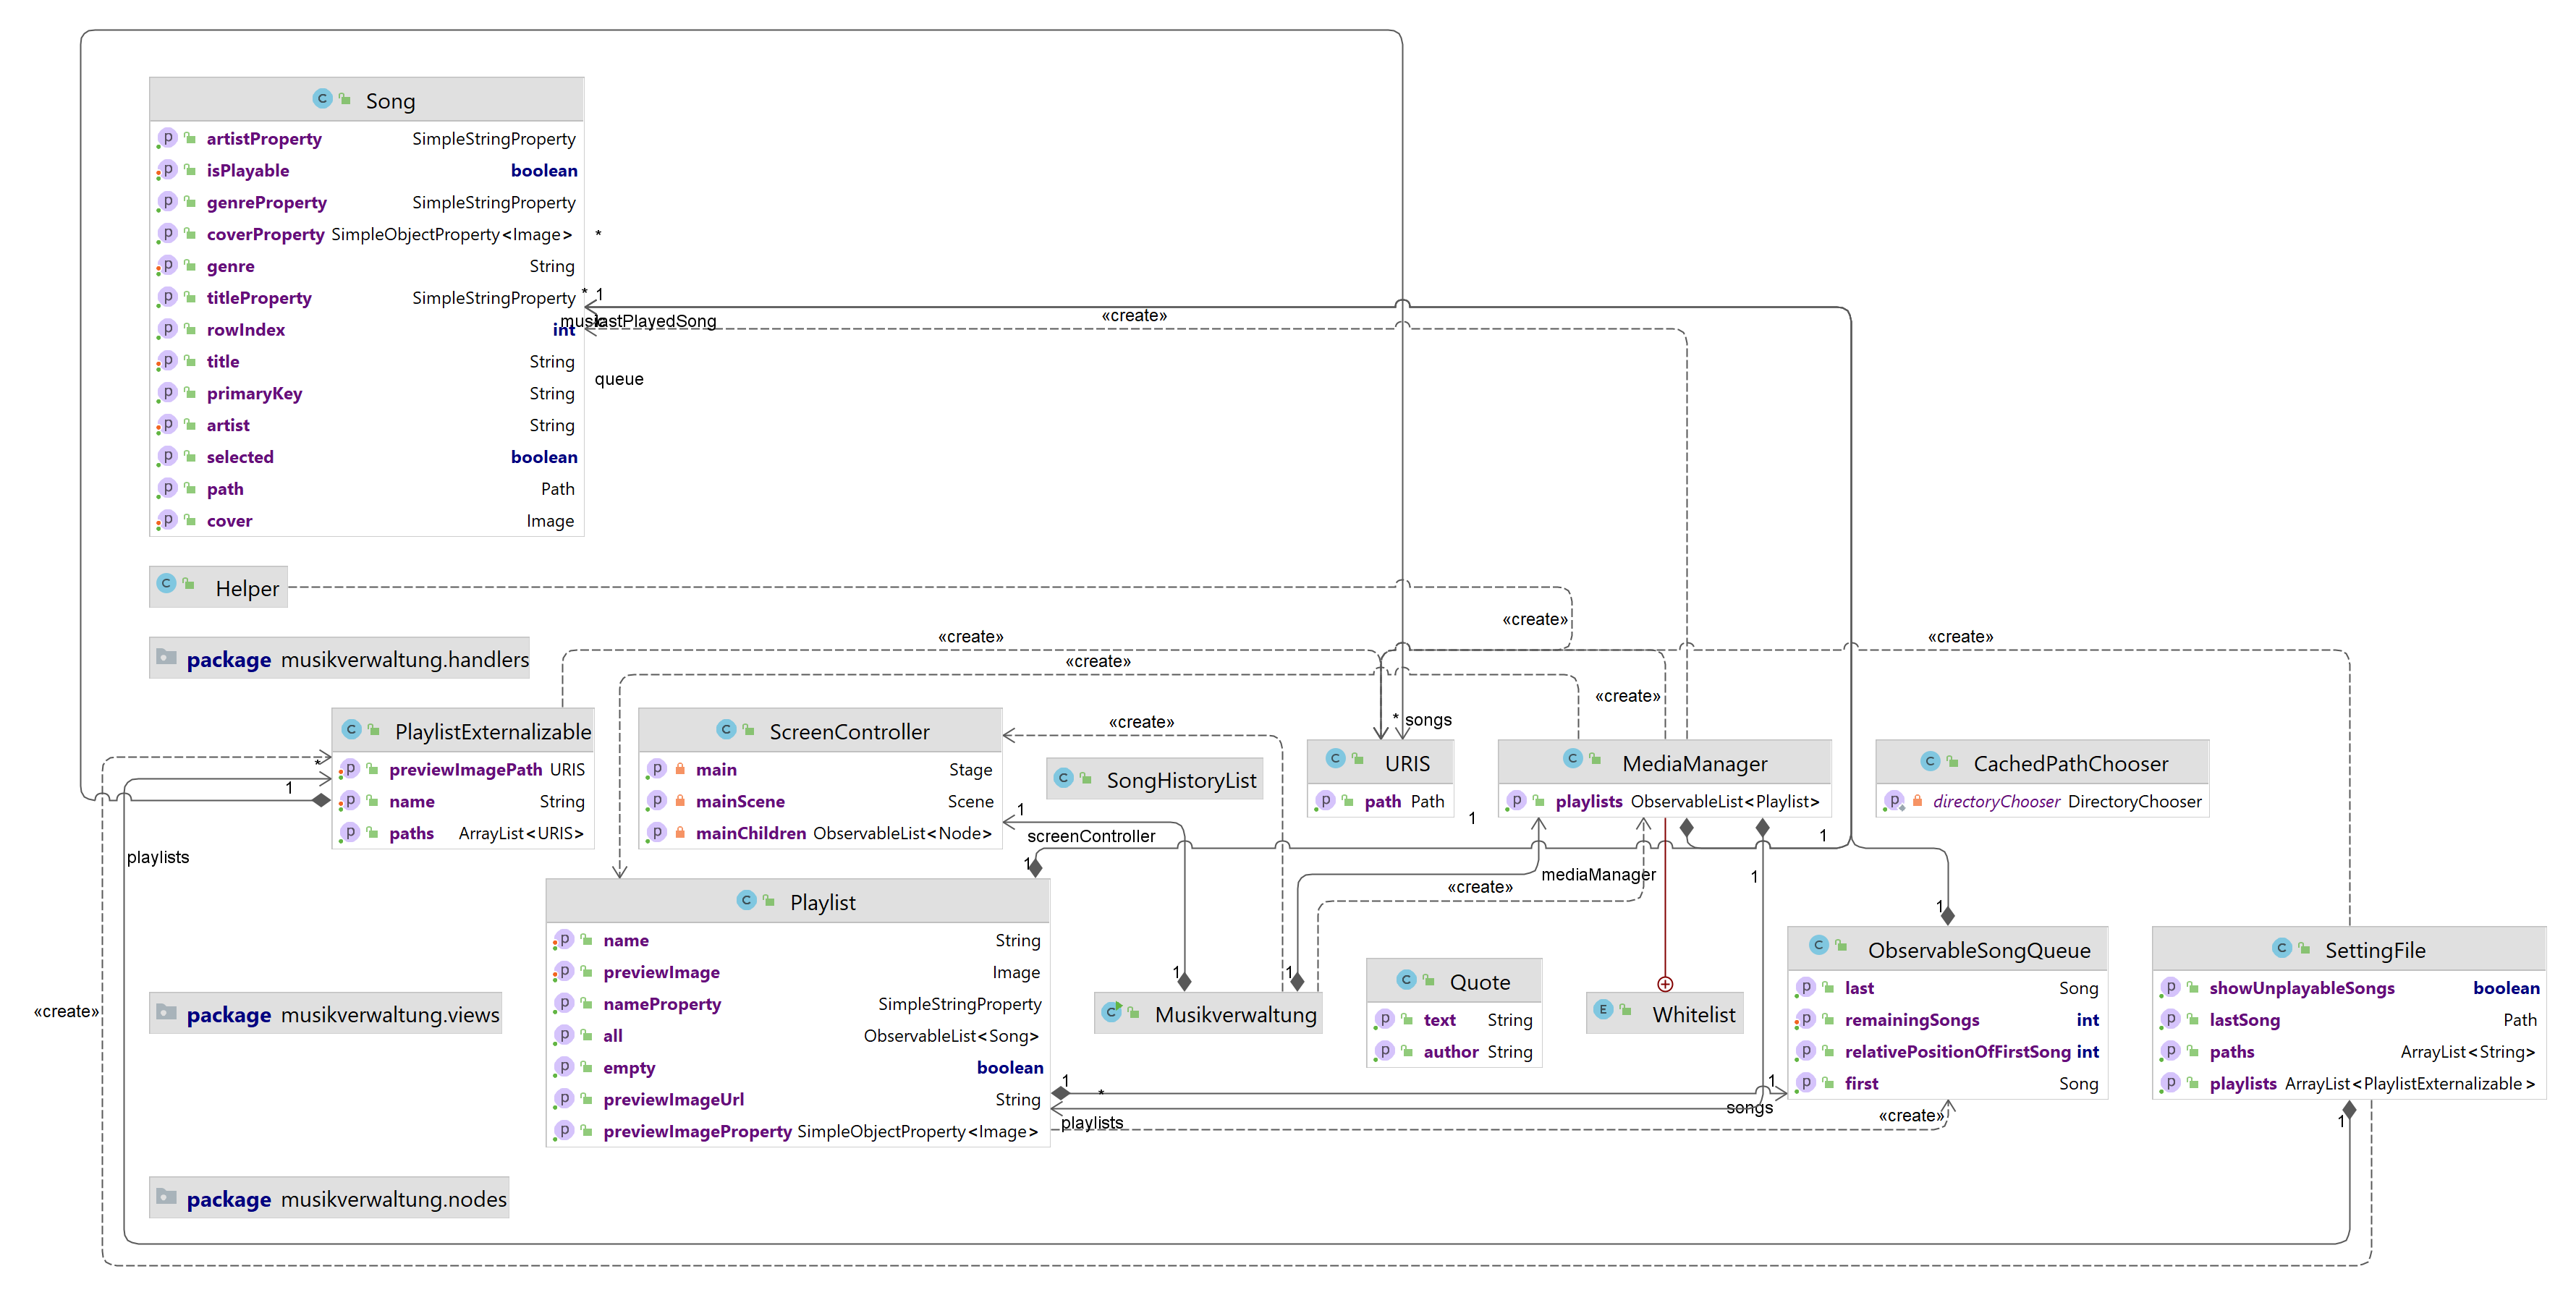 Song
artistProperty SimpleStringProperty
isPlayable boolean
genreProperty SimpleStringProperty
coverProperty SimpleObjectProperty<Image>
genre String
titleProperty SimpleStringProperty
rowIndex int
title String
primaryKey String
artist String
selected boolean
path Path
cover Image
*
* 1
lastPlayedSong
queue
«create»
Helper
«create»
package musikverwaltung.handlers
«create»
«create»
«create»
«create»
PlaylistExternalizable
previewImagePath URIS
name String
paths ArrayList<URIS>
*
1
playlists
ScreenController
main Stage
mainScene Scene
mainChildren ObservableList<Node>
«create»
1
screenController
SongHistoryList
* songs
URIS
path Path
1
MediaManager
playlists ObservableList<Playlist>
1
1
CachedPathChooser
directoryChooser DirectoryChooser
1
mediaManager
«create»
Playlist
name String
previewImage Image
nameProperty SimpleStringProperty
all ObservableList<Song>
empty boolean
previewImageUrl String
previewImageProperty SimpleObjectProperty<Image>
1
*
playlists
1
songs
«create»
1
1
Musikverwaltung
Quote
text String
author String
Whitelist
1
ObservableSongQueue
last Song
remainingSongs int
relativePositionOfFirstSong int
first Song
SettingFile
showUnplayableSongs boolean
lastSong Path
paths ArrayList<String>
playlists ArrayList<PlaylistExternalizable>
1
«create»
package musikverwaltung.views
package musikverwaltung.nodes